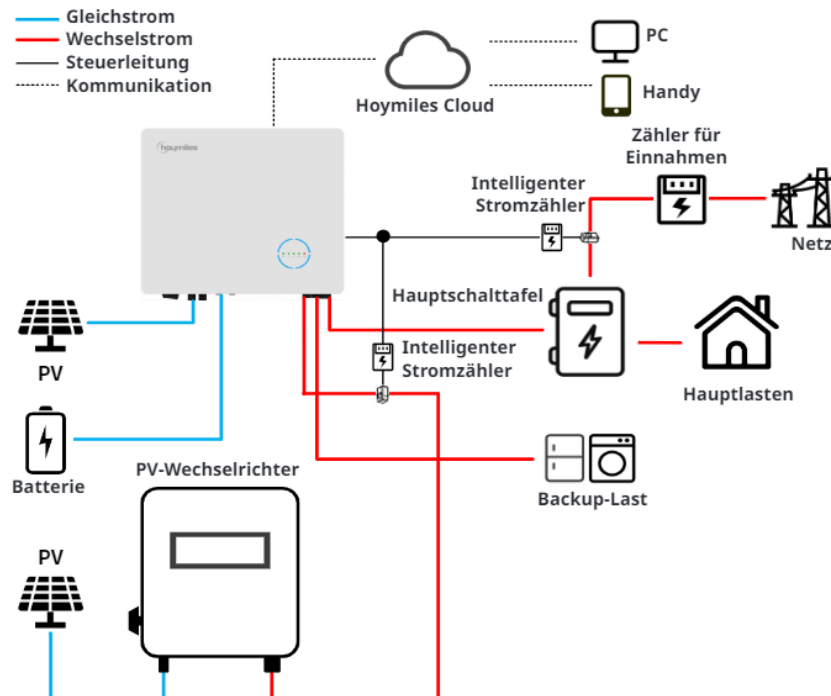 Gleichstrom
Wechselstrom
Steuerleitung
Kommunikation
Hoymiles Cloud
PC
Handy
hoymiles
Zähler für
Einnahmen
Intelligenter
Stromzähler
Netz
Hauptschalttafel
Intelligenter
Stromzähler
Hauptlasten
PV
Batterie
PV-Wechselrichter
Backup-Last
PV